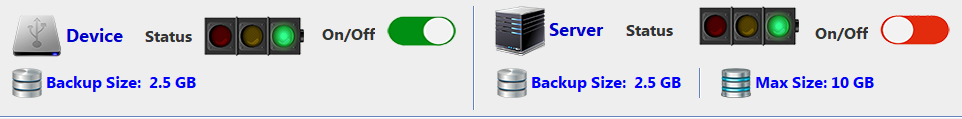 Device Status On/Off
Backup Size: 2.5 GB
Server Status On/Off
Backup Size: 2.5 GB Max Size: 10 GB